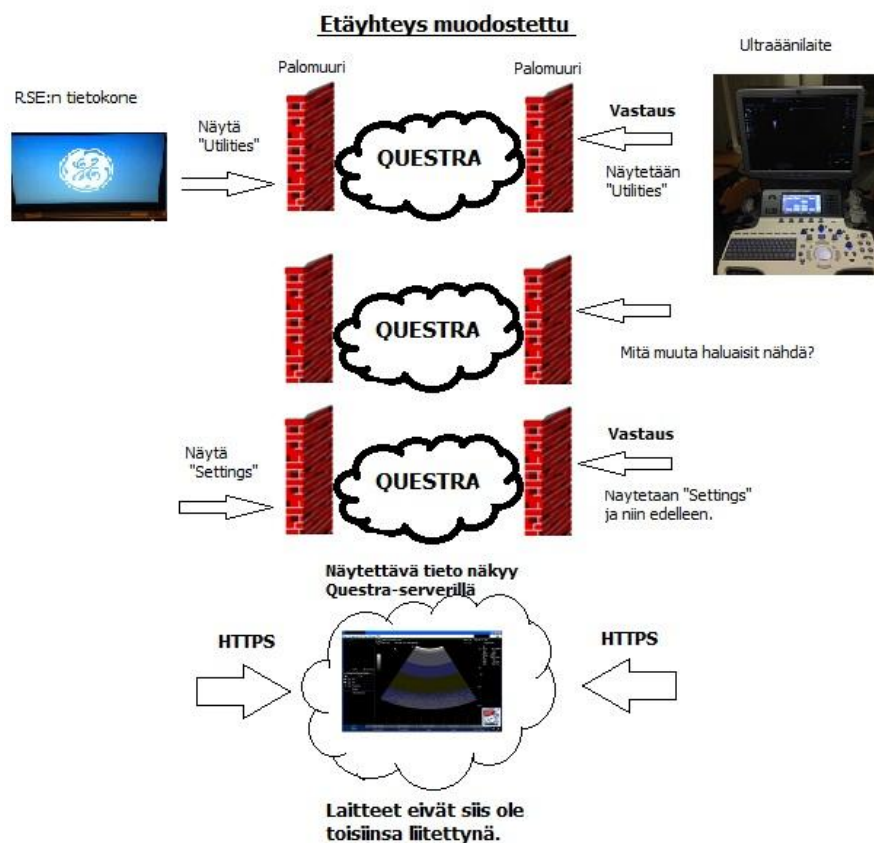 Etäyhteys muodostettu
Ultraäänilaite
Palomuuri
Palomuuri
RSE:n tietokone
Näytä
"Utilities"
QUESTRA
Vastaus
Näytetään
"Utilities"
QUESTRA
Mitä muuta haluaisit nähdä?
Näytä
"Settings"
QUESTRA
Vastaus
Naytetaan "Settings"
ja niin edelleen.
Näytettävä tieto näkyy
Questra-serverillä
HTTPS
HTTPS
Laitteet eivät siis ole
toisiinsa liitettynä.